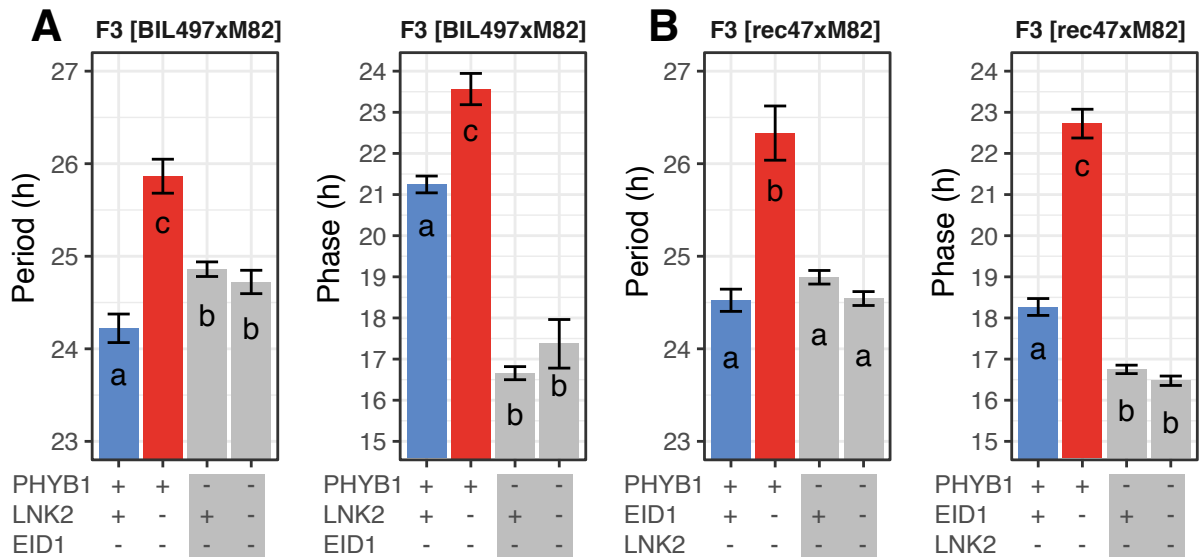 A
F3 [BIL497xM82]
Period (h)
27
26
25
24
23
a
c
b
b
PHYB1 + + - -
LNK2 + - + -
EID1 - - - -
F3 [BIL497xM82]
Phase (h)
24
23
22
21
20
19
18
17
16
15
a
c
b
b
PHYB1 + + - -
LNK2 + - + -
EID1 - - - -
B
F3 [rec47xM82]
Period (h)
27
26
25
24
23
a
b
a
a
PHYB1 + + - -
EID1 + - + -
LNK2 - - - -
F3 [rec47xM82]
Phase (h)
24
23
22
21
20
19
18
17
16
15
a
c
b
b
PHYB1 + + - -
EID1 + - + -
LNK2 - - - -